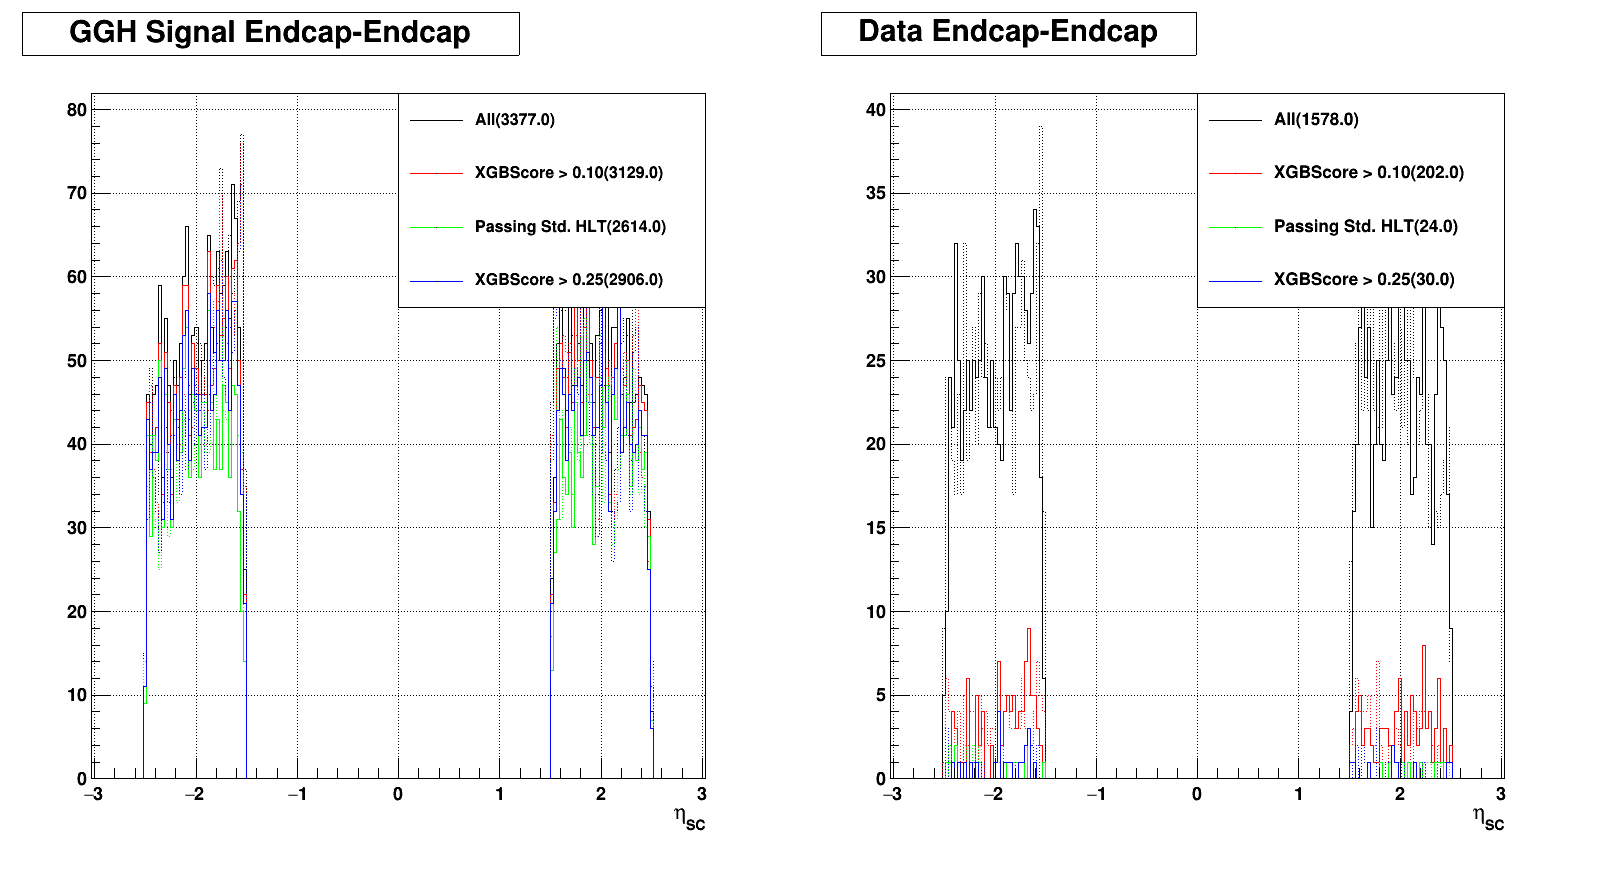 GGH Signal Endcap-Endcap
80
70
60
50
40
30
20
10
0
−3
−2
−1
0
1
2
3
ηSC
All(3377.0)
XGBScore > 0.10(3129.0)
Passing Std. HLT(2614.0)
XGBScore > 0.25(2906.0)
Data Endcap-Endcap
40
35
30
25
20
15
10
5
0
−3
−2
−1
0
1
2
3
ηSC
All(1578.0)
XGBScore > 0.10(202.0)
Passing Std. HLT(24.0)
XGBScore > 0.25(30.0)